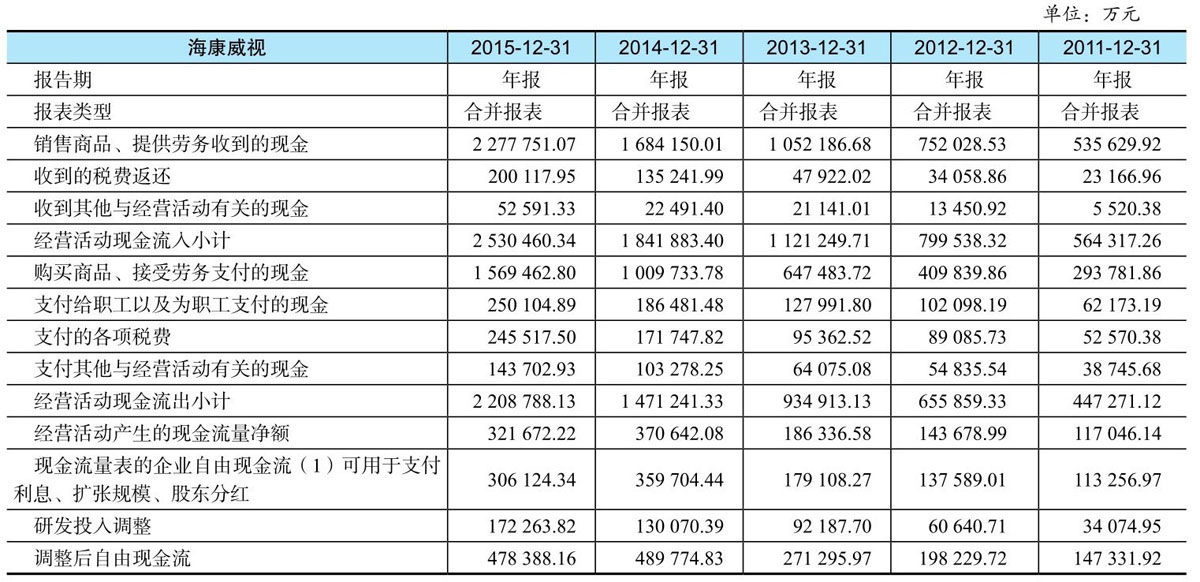 单位：万元
海康威视 2015-12-31 2014-12-31 2013-12-31 2012-12-31 2011-12-31
报告期 年报 年报 年报 年报 年报
报表类型 合并报表 合并报表 合并报表 合并报表 合并报表
销售商品、提供劳务收到的现金 2 277 751.07 1 684 150.01 1 052 186.68 752 028.53 535 629.92
收到的税费返还 200 117.95 135 241.99 47 922.02 34 058.86 23 166.96
收到其他与经营活动有关的现金 52 591.33 22 491.40 21 141.01 13 450.92 5 520.38
经营活动现金流入小计 2 530 460.34 1 841 883.40 1 121 249.71 799 538.32 564 317.26
购买商品、接受劳务支付的现金 1 569 462.80 1 009 733.78 647 483.72 409 839.86 293 781.86
支付给职工以及为职工支付的现金 250 104.89 186 481.48 127 991.80 102 098.19 62 173.19
支付的各项税费 245 517.50 171 747.82 95 362.52 89 085.73 52 570.38
支付其他与经营活动有关的现金 143 702.93 103 278.25 64 075.08 54 835.54 38 745.68
经营活动现金流出小计 2 208 788.13 1 471 241.33 934 913.13 655 859.33 447 271.12
经营活动产生的现金流量净额 321 672.22 370 642.08 186 336.58 143 678.99 117 046.14
现金流量表的企业自由现金流（1）可用于支付
利息、扩张规模、股东分红 306 124.34 359 704.44 179 108.27 137 589.01 113 256.97
研发投入调整 172 263.82 130 070.39 92 187.70 60 640.71 34 074.95
调整后自由现金流 478 388.16 489 774.83 271 295.97 198 229.72 147 331.92